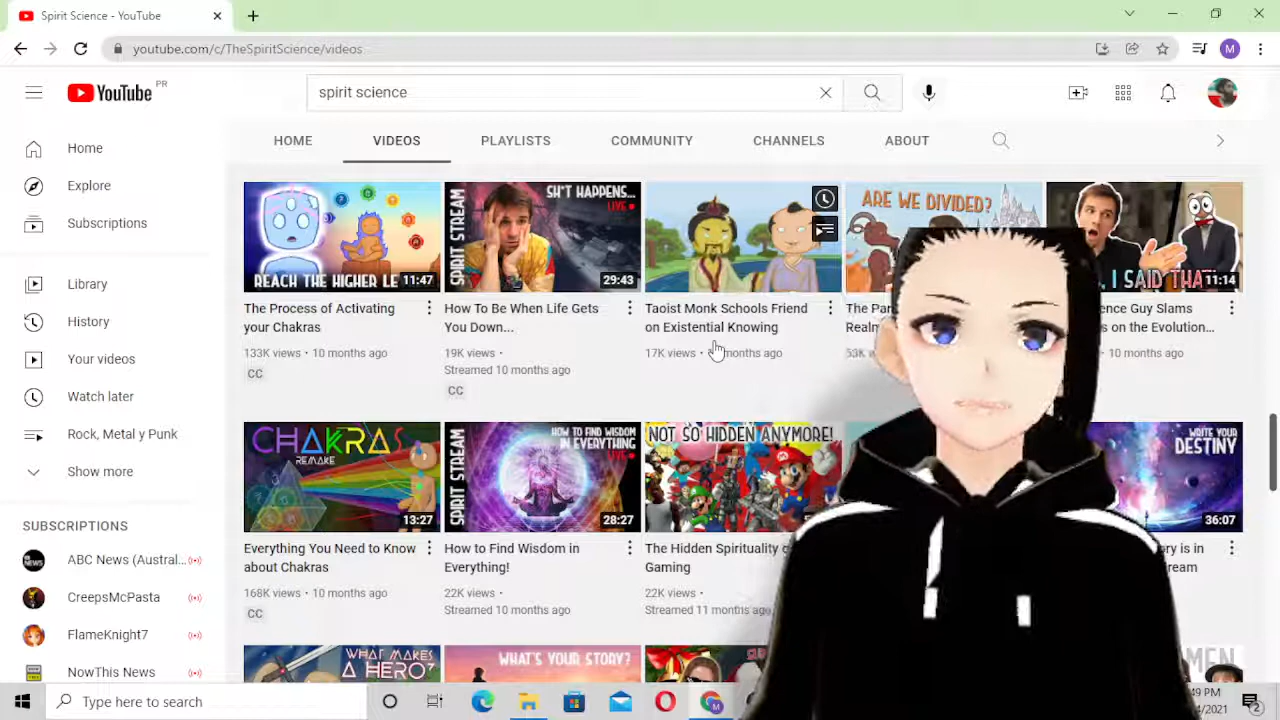 Spirit Science - YouTube
youtube.com/c/TheSpiritScience/videos
M
YouTube PR
spirit science
HOME VIDEOS PLAYLISTS COMMUNITY CHANNELS ABOUT
Home
Explore
Subscriptions
Library
History
Your videos
Watch later
Rock, Metal y Punk
Show more
SUBSCRIPTIONS
ABC News (Austral...
CreepsMcPasta
FlameKnight7
NowThis News
REACH THE HIGHER LE
11:47
The Process of Activating
your Chakras
133K views • 10 months ago
CC
SPIRIT STREAM
SH*T HAPPENS...
LIVE
29:43
How To Be When Life Gets
You Down...
19K views •
Streamed 10 months ago
CC
Taoist Monk Schools Friend
on Existential Knowing
17K views • months ago
ARE WE DIVIDED?
The
Realm
I SAID THAT
11:14
ence Guy Slams
s on the Evolution...
10 months ago
CHAKRAS
REMAKE
13:27
Everything You Need to Know
about Chakras
168K views • 10 months ago
CC
SPIRIT STREAM
HOW TO FIND WISDOM
IN EVERYTHING
LIVE
28:27
How to Find Wisdom in
Everything!
22K views •
Streamed 10 months ago
NOT SO HIDDEN ANYMORE!
The Hidden Spirituality
Gaming
22K views •
Streamed 11 months ago
WRITE YOUR
DESTINY
36:07
ry is in
ream
WHAT MAKES
A HERO?
WHAT'S YOUR STORY?
MEN
Type here to search
:49 PM
4/2021
2